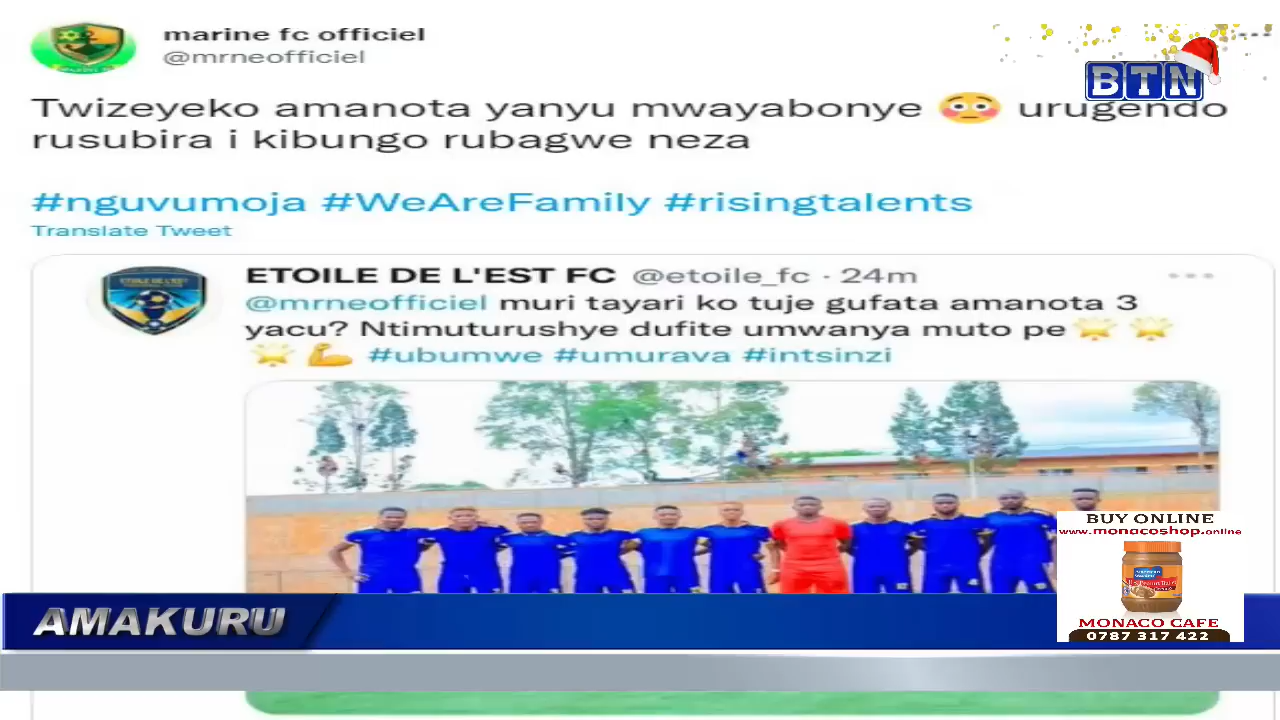 marine fc officiel
@mrneofficiel
BTN
Twizeyeko amanota yanyu mwayabonye 😳 urugendo
rusubira i kibungo rubagwe neza
#nguvumoja #WeAreFamily #risingtalents
Translate Tweet
ETOILE DE L'EST FC @etoile_fc · 24m
@mrneofficiel muri tayari ko tuje gufata amanota 3
yacu? Ntimuturushye dufite umwanya muto pe 🌟 🌟
🌟 💪 #ubumwe #umurava #intsinzi
BUY ONLINE
www.monacoshop.online
MONACO CAFE
0787 317 422
AMAKURU